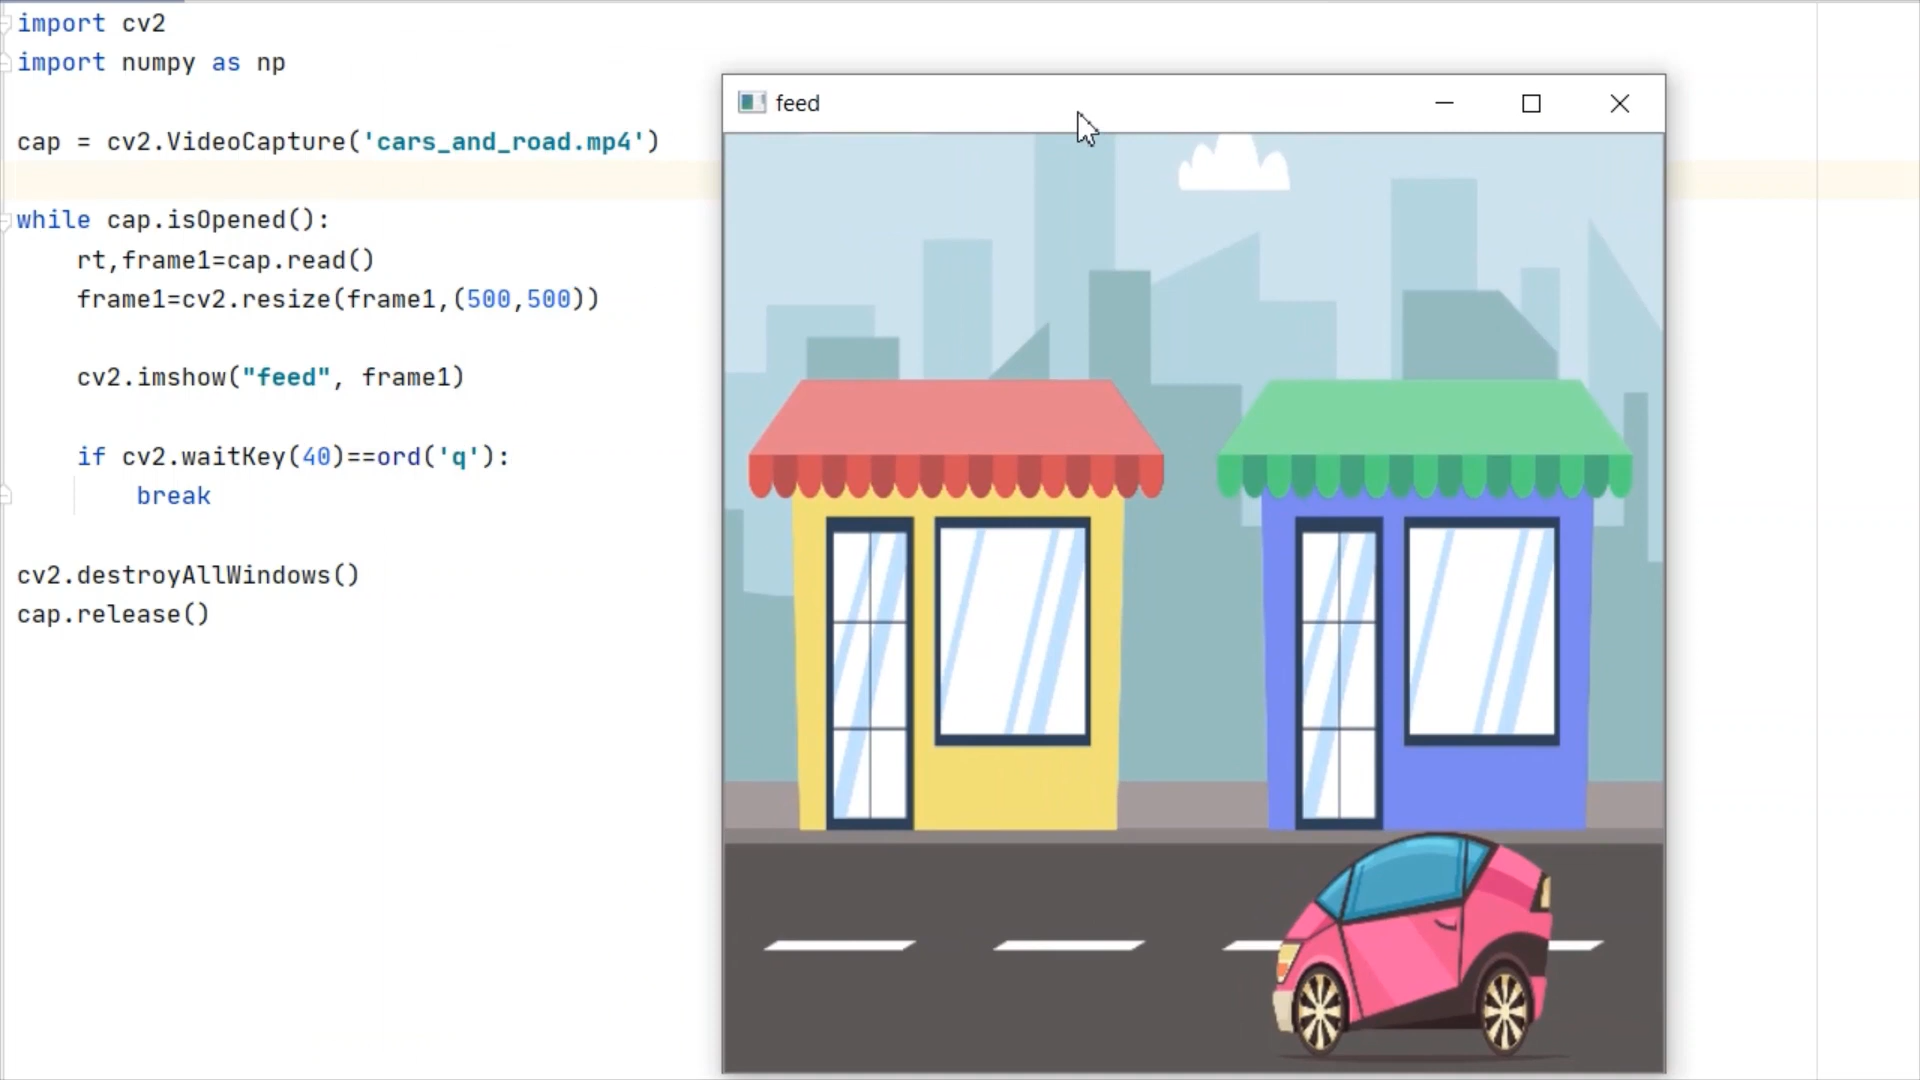 import cv2
import numpy as np
cap = cv2.VideoCapture('cars_and_road.mp4')
while cap.isOpened():
    rt,frame1=cap.read()
    frame1=cv2.resize(frame1,(500,500))
    cv2.imshow("feed", frame1)
    if cv2.waitKey(40)==ord('q'):
        break
cv2.destroyAllWindows()
cap.release()
feed